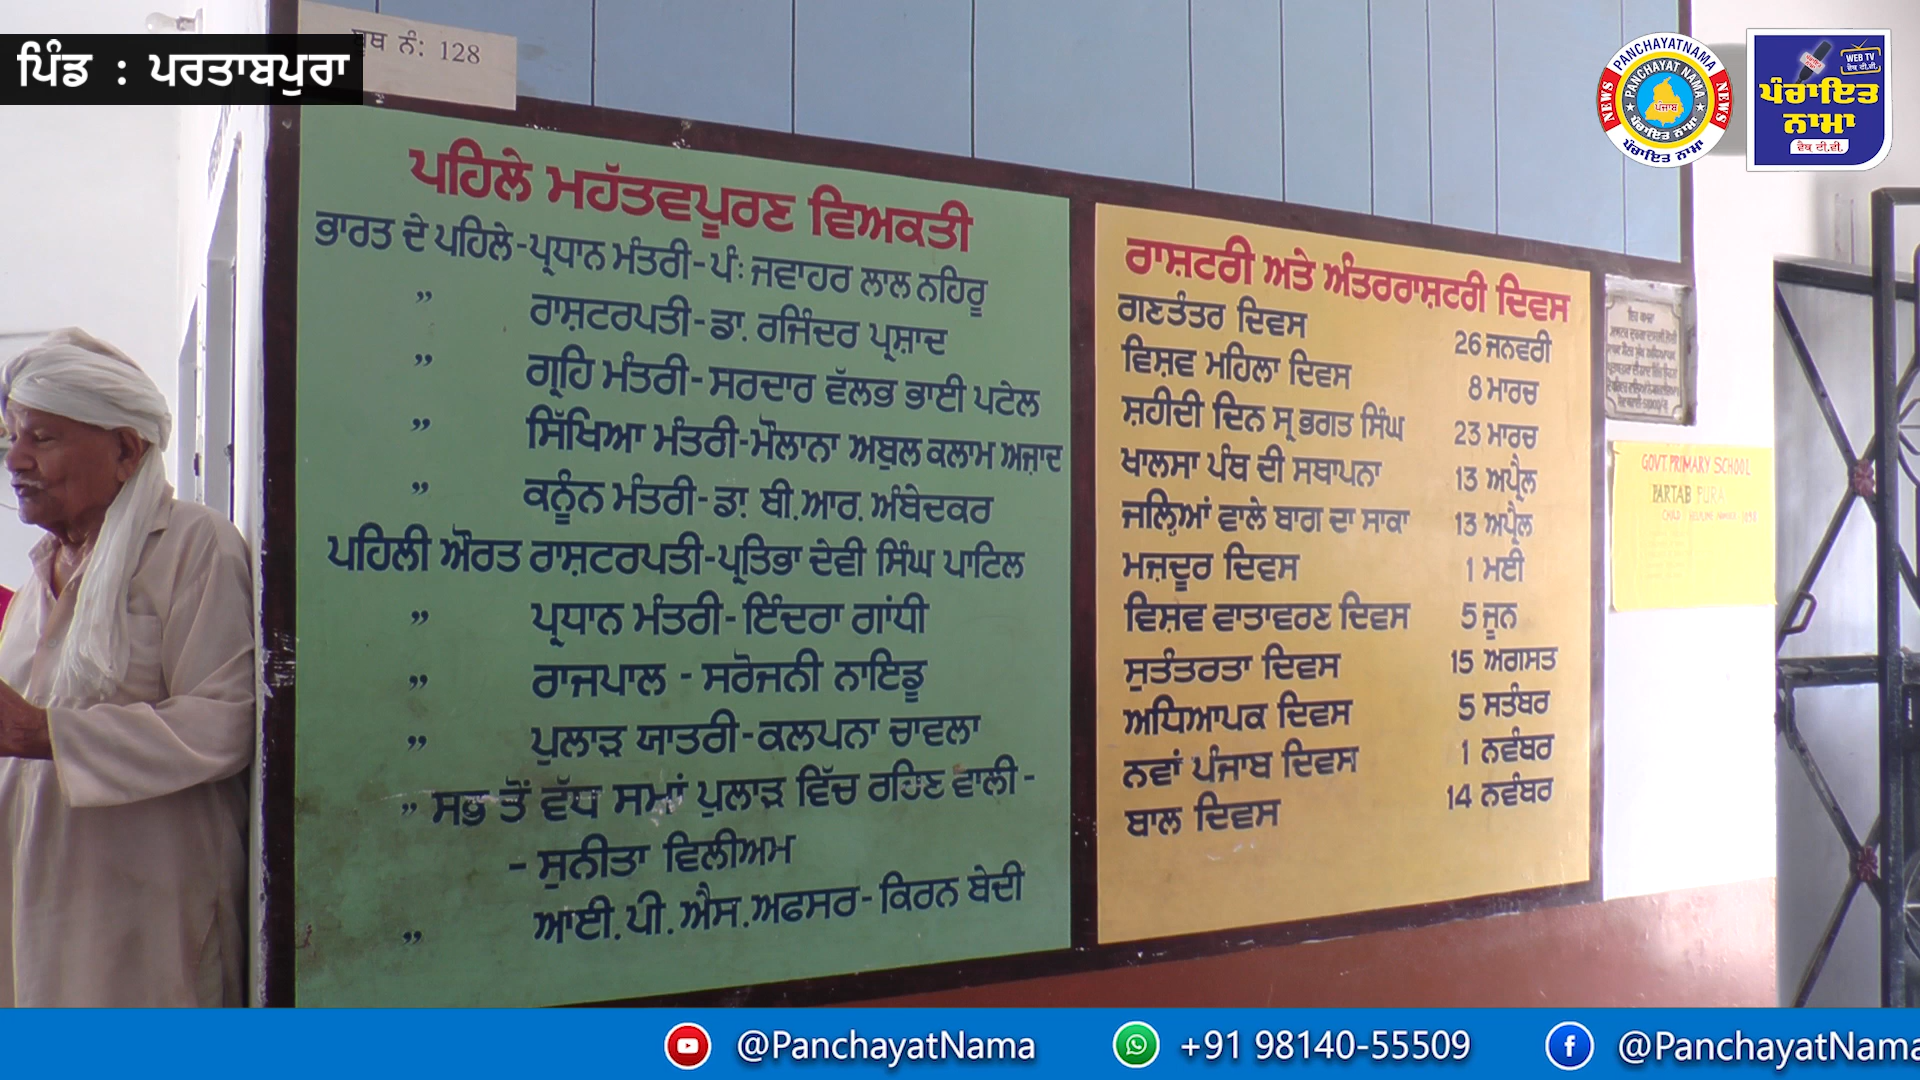 ਪਿੰਡ : ਪਰਤਾਬਪੁਰਾ
ਬੂਥ ਨੰ: 128
PANCHAYATNAMA
PANCHAYAT NAMA
NEWS
NEWS
ਪੰਜਾਬ
ਪੰਚਾਇਤ ਨਾਮਾ
ਪੰਚਾਇਤ ਨਾਮਾ
WEB TV
ਵੈਬ ਟੀ.ਵੀ.
ਪੰਚਾਇਤ
ਨਾਮਾ
ਵੈਬ ਟੀ.ਵੀ.
ਪਹਿਲੇ ਮਹੱਤਵਪੂਰਣ ਵਿਅਕਤੀ
ਭਾਰਤ ਦੇ ਪਹਿਲੇ-ਪ੍ਰਧਾਨ ਮੰਤਰੀ-ਪੰ: ਜਵਾਹਰ ਲਾਲ ਨਹਿਰੂ
” ਰਾਸ਼ਟਰਪਤੀ-ਡਾ. ਰਜਿੰਦਰ ਪ੍ਰਸ਼ਾਦ
” ਗ੍ਰਹਿ ਮੰਤਰੀ-ਸਰਦਾਰ ਵੱਲਭ ਭਾਈ ਪਟੇਲ
” ਸਿੱਖਿਆ ਮੰਤਰੀ-ਮੌਲਾਨਾ ਅਬੁਲ ਕਲਾਮ ਅਜ਼ਾਦ
” ਕਨੂੰਨ ਮੰਤਰੀ-ਡਾ. ਬੀ.ਆਰ. ਅੰਬੇਦਕਰ
ਪਹਿਲੀ ਔਰਤ ਰਾਸ਼ਟਰਪਤੀ-ਪ੍ਰਤਿਭਾ ਦੇਵੀ ਸਿੰਘ ਪਾਟਿਲ
” ਪ੍ਰਧਾਨ ਮੰਤਰੀ-ਇੰਦਰਾ ਗਾਂਧੀ
” ਰਾਜਪਾਲ - ਸਰੋਜਨੀ ਨਾਇਡੂ
” ਪੁਲਾੜ ਯਾਤਰੀ-ਕਲਪਨਾ ਚਾਵਲਾ
” ਸਭ ਤੋਂ ਵੱਧ ਸਮਾਂ ਪੁਲਾੜ ਵਿੱਚ ਰਹਿਣ ਵਾਲੀ -
- ਸੁਨੀਤਾ ਵਿਲੀਅਮ
” ਆਈ.ਪੀ.ਐਸ.ਅਫਸਰ-ਕਿਰਨ ਬੇਦੀ
ਰਾਸ਼ਟਰੀ ਅਤੇ ਅੰਤਰਰਾਸ਼ਟਰੀ ਦਿਵਸ
ਗਣਤੰਤਰ ਦਿਵਸ 26 ਜਨਵਰੀ
ਵਿਸ਼ਵ ਮਹਿਲਾ ਦਿਵਸ 8 ਮਾਰਚ
ਸ਼ਹੀਦੀ ਦਿਨ ਸ੍ਰ ਭਗਤ ਸਿੰਘ 23 ਮਾਰਚ
ਖਾਲਸਾ ਪੰਥ ਦੀ ਸਥਾਪਨਾ 13 ਅਪ੍ਰੈਲ
ਜਲ੍ਹਿਆਂ ਵਾਲੇ ਬਾਗ ਦਾ ਸਾਕਾ 13 ਅਪ੍ਰੈਲ
ਮਜ਼ਦੂਰ ਦਿਵਸ 1 ਮਈ
ਵਿਸ਼ਵ ਵਾਤਾਵਰਣ ਦਿਵਸ 5 ਜੂਨ
ਸੁਤੰਤਰਤਾ ਦਿਵਸ 15 ਅਗਸਤ
ਅਧਿਆਪਕ ਦਿਵਸ 5 ਸਤੰਬਰ
ਨਵਾਂ ਪੰਜਾਬ ਦਿਵਸ 1 ਨਵੰਬਰ
ਬਾਲ ਦਿਵਸ 14 ਨਵੰਬਰ
GOVT. PRIMARY SCHOOL
PARTAB PURA
@PanchayatNama
+91 98140-55509
@PanchayatNama